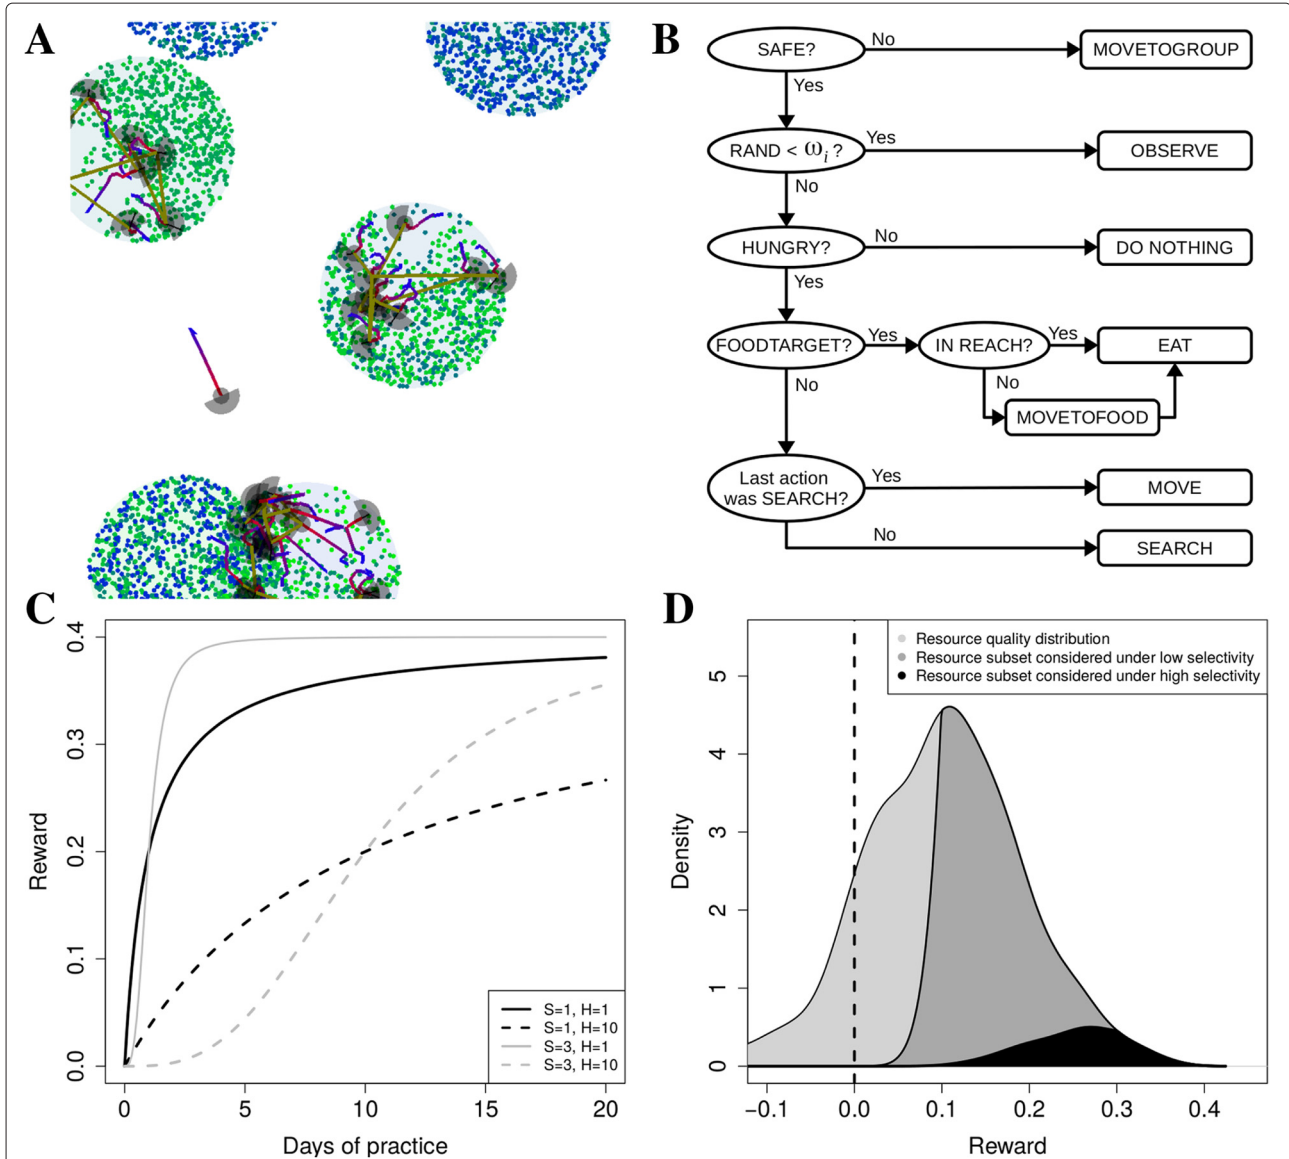 A
B
SAFE?
No
MOVETOGROUP
Yes
RAND < ωi ?
Yes
OBSERVE
No
HUNGRY?
No
DO NOTHING
Yes
FOODTARGET?
Yes
IN REACH?
Yes
EAT
No
No
MOVETOFOOD
Last action
was SEARCH?
Yes
MOVE
No
SEARCH
C
Reward
0.4
0.3
0.2
0.1
0.0
S=1, H=1
S=1, H=10
S=3, H=1
S=3, H=10
0 5 10 15 20
Days of practice
D
Resource quality distribution
Resource subset considered under low selectivity
Resource subset considered under high selectivity
Density
5
4
3
2
1
0
−0.1 0.0 0.1 0.2 0.3 0.4
Reward